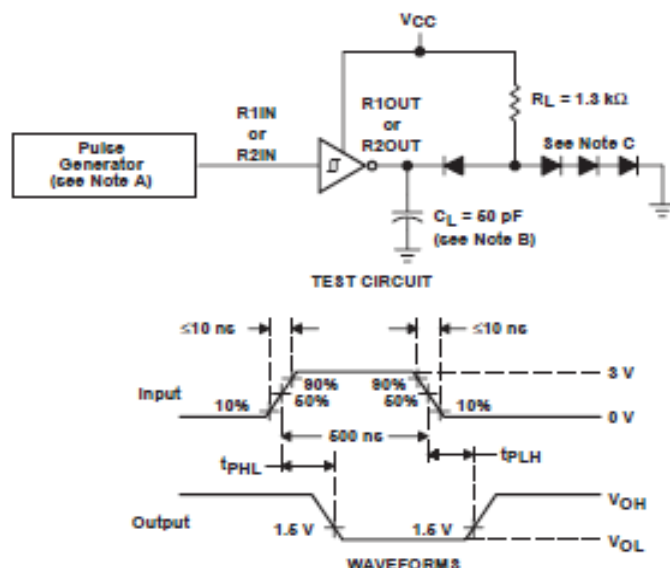 VCC
R1IN
or
R2IN
R1OUT
or
R2OUT
RL = 1.3 kΩ
Pulse
Generator
(see Note A)
See Note C
CL = 50 pF
(see Note B)
TEST CIRCUIT
≤10 ns
≤10 ns
Input
10%
90%
50%
90%
50%
10%
3 V
0 V
500 ns
tPHL
tPLH
Output
1.5 V
1.5 V
VOH
VOL
WAVEFORMS